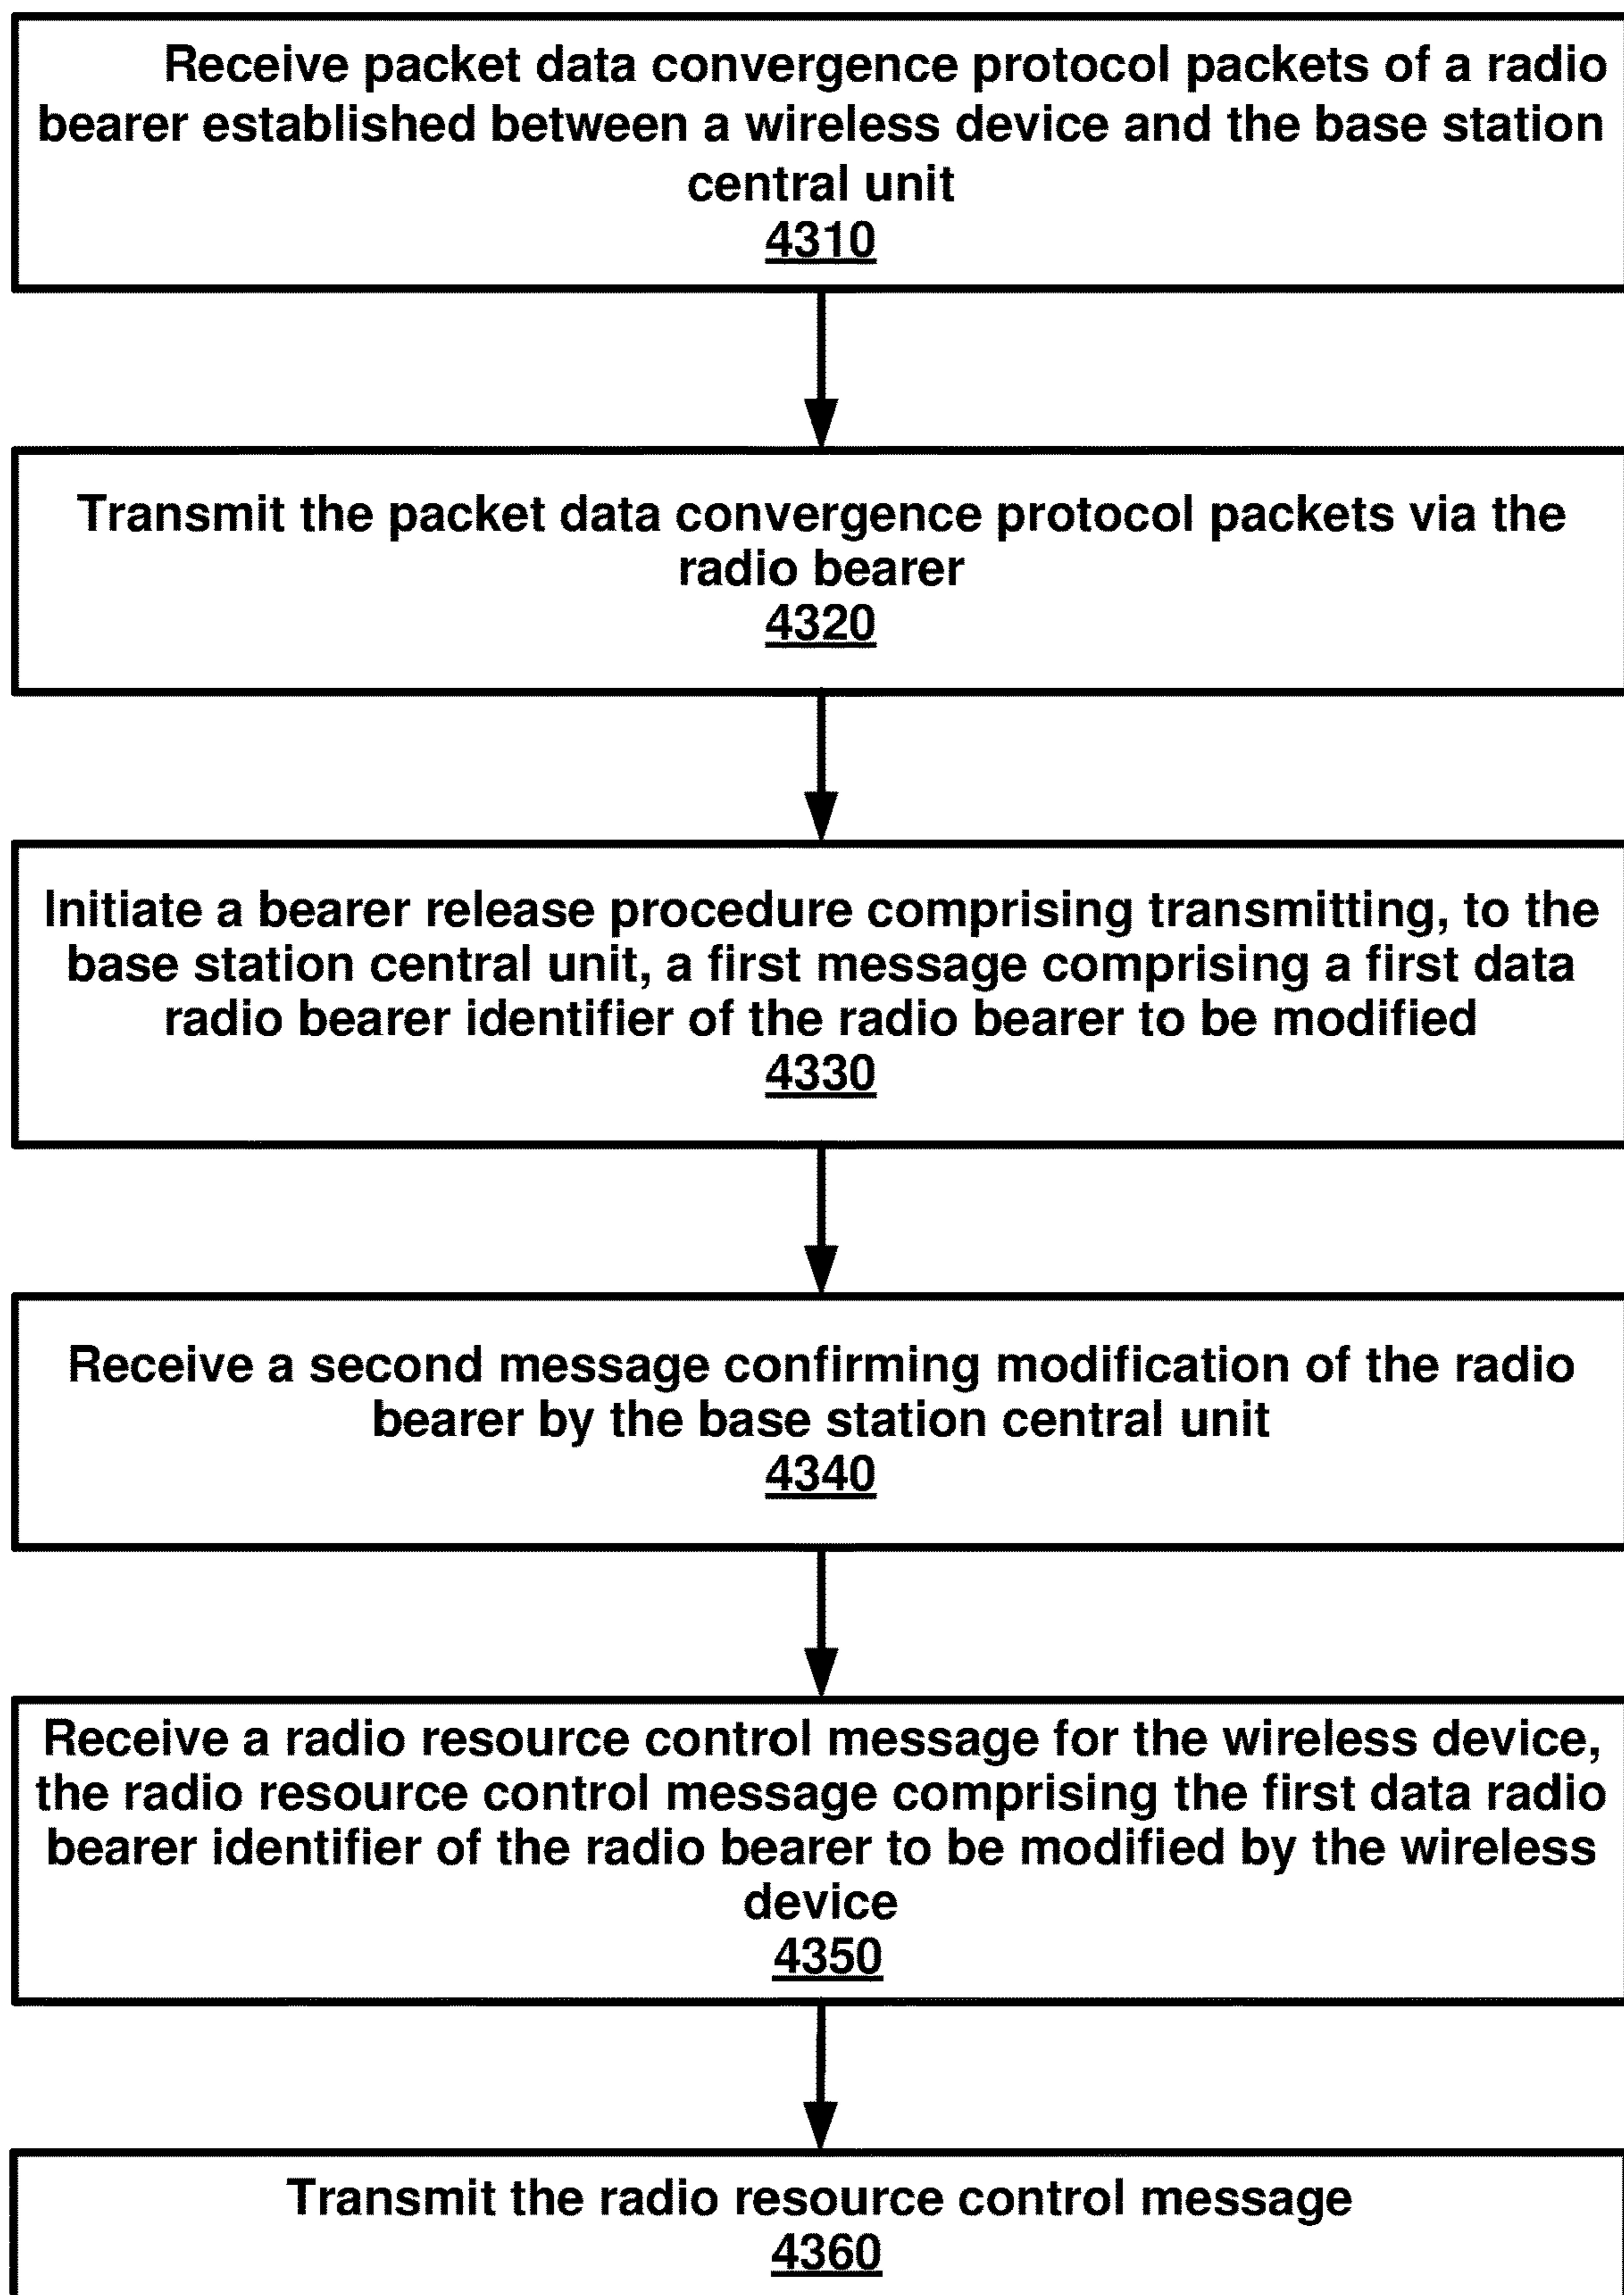 Receive packet data convergence protocol packets of a radio
bearer established between a wireless device and the base station
central unit
4310
Transmit the packet data convergence protocol packets via the
radio bearer
4320
Initiate a bearer release procedure comprising transmitting, to the
base station central unit, a first message comprising a first data
radio bearer identifier of the radio bearer to be modified
4330
Receive a second message confirming modification of the radio
bearer by the base station central unit
4340
Receive a radio resource control message for the wireless device,
the radio resource control message comprising the first data radio
bearer identifier of the radio bearer to be modified by the wireless
device
4350
Transmit the radio resource control message
4360